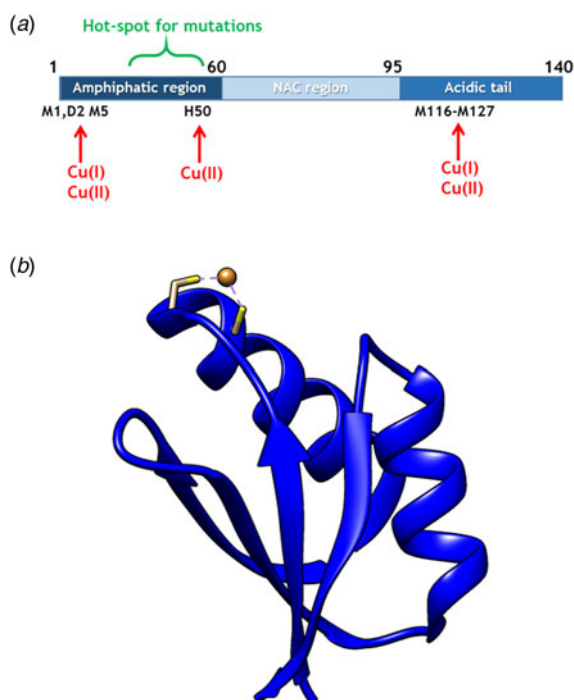 (a)
Hot-spot for mutations
1 60 95 140
Amphiphatic region NAC region Acidic tail
M1,D2 M5 H50 M116-M127
Cu(I)
Cu(II)
Cu(II)
Cu(I)
Cu(II)
(b)